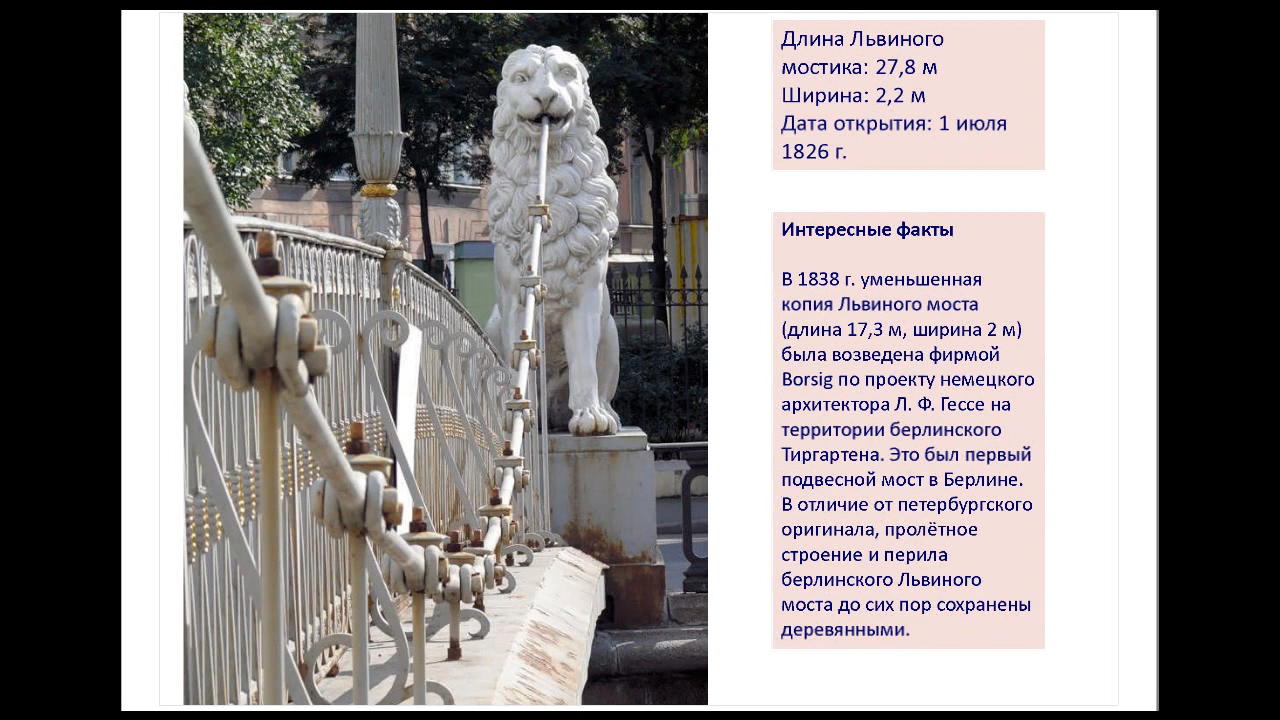 Длина Львиного
мостика: 27,8 м
Ширина: 2,2 м
Дата открытия: 1 июля
1826 г.
Интересные факты
В 1838 г. уменьшенная
копия Львиного моста
(длина 17,3 м, ширина 2 м)
была возведена фирмой
Borsig по проекту немецкого
архитектора Л. Ф. Гессе на
территории берлинского
Тиргартена. Это был первый
подвесной мост в Берлине.
В отличие от петербургского
оригинала, пролётное
строение и перила
берлинского Львиного
моста до сих пор сохранены
деревянными.